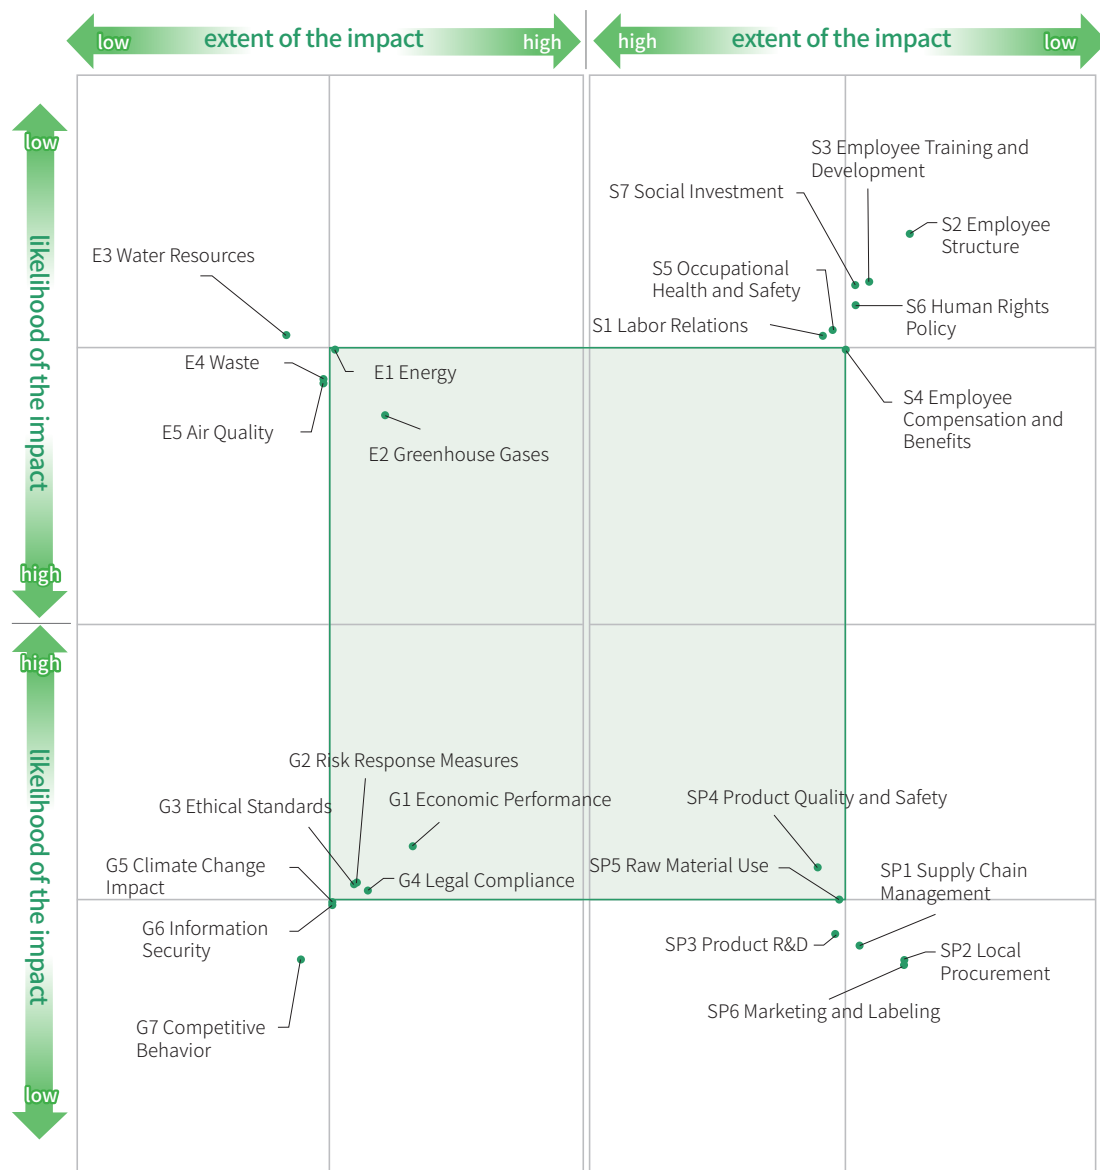 low
extent of the impact
high
high
extent of the impact
low
low
likelihood of the impact
high
high
likelihood of the impact
low
S3 Employee Training and
Development
S7 Social Investment
S2 Employee
Structure
E3 Water Resources
S5 Occupational
Health and Safety
S6 Human Rights
Policy
S1 Labor Relations
E4 Waste
E1 Energy
S4 Employee
Compensation and
Benefits
E5 Air Quality
E2 Greenhouse Gases
G2 Risk Response Measures
G3 Ethical Standards
G1 Economic Performance
SP4 Product Quality and Safety
G5 Climate Change
Impact
G4 Legal Compliance
SP5 Raw Material Use
SP1 Supply Chain
Management
G6 Information
Security
SP3 Product R&D
SP2 Local
Procurement
SP6 Marketing and Labeling
G7 Competitive
Behavior